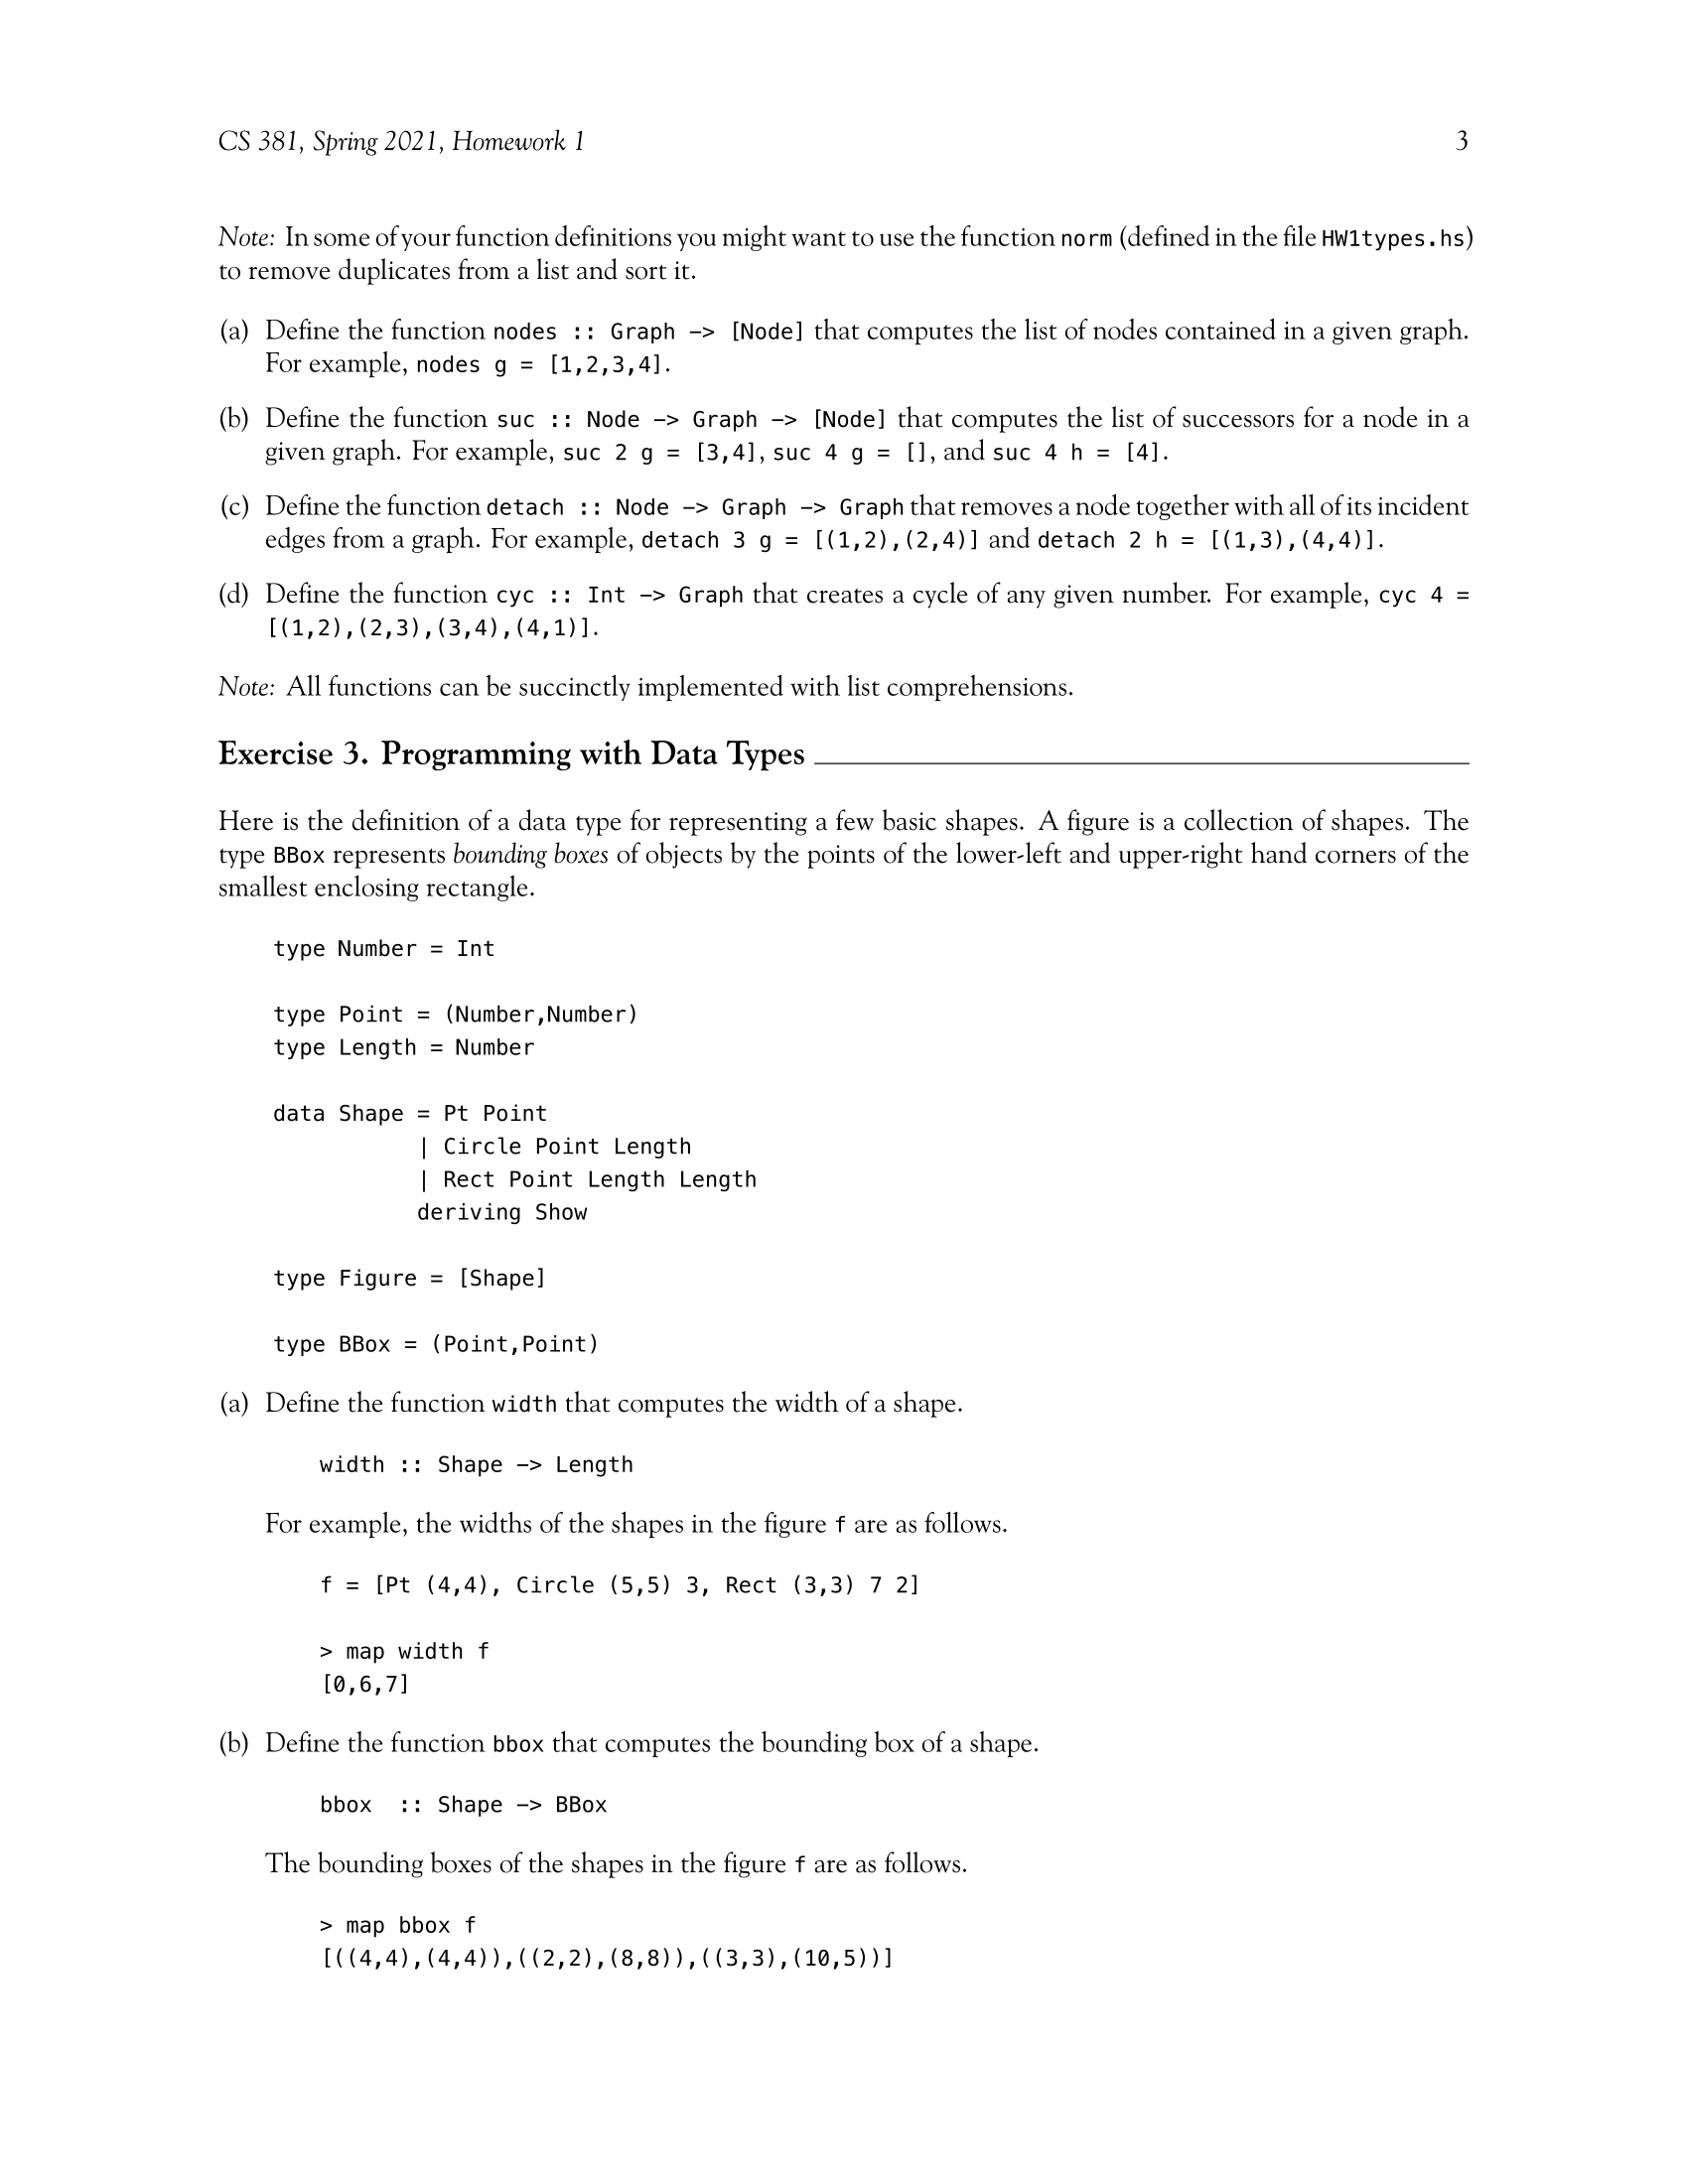 CS 381, Spring 2021, Homework 1 3
Note: In some of your function definitions you might want to use the function norm (defined in the file HW1types.hs)
to remove duplicates from a list and sort it.
(a) Define the function nodes :: Graph -> [Node] that computes the list of nodes contained in a given graph.
For example, nodes g = [1,2,3,4].
(b) Define the function suc :: Node -> Graph -> [Node] that computes the list of successors for a node in a
given graph. For example, suc 2 g = [3,4], suc 4 g = [], and suc 4 h = [4].
(c) Define the function detach :: Node -> Graph -> Graph that removes a node together with all of its incident
edges from a graph. For example, detach 3 g = [(1,2),(2,4)] and detach 2 h = [(1,3),(4,4)].
(d) Define the function cyc :: Int -> Graph that creates a cycle of any given number. For example, cyc 4 =
[(1,2),(2,3),(3,4),(4,1)].
Note: All functions can be succinctly implemented with list comprehensions.
Exercise 3. Programming with Data Types
Here is the definition of a data type for representing a few basic shapes. A figure is a collection of shapes. The
type BBox represents bounding boxes of objects by the points of the lower-left and upper-right hand corners of the
smallest enclosing rectangle.
type Number = Int
type Point = (Number,Number)
type Length = Number
data Shape = Pt Point
| Circle Point Length
| Rect Point Length Length
deriving Show
type Figure = [Shape]
type BBox = (Point,Point)
(a) Define the function width that computes the width of a shape.
width :: Shape -> Length
For example, the widths of the shapes in the figure f are as follows.
f = [Pt (4,4), Circle (5,5) 3, Rect (3,3) 7 2]
> map width f
[0,6,7]
(b) Define the function bbox that computes the bounding box of a shape.
bbox  :: Shape -> BBox
The bounding boxes of the shapes in the figure f are as follows.
> map bbox f
[((4,4),(4,4)),((2,2),(8,8)),((3,3),(10,5))]